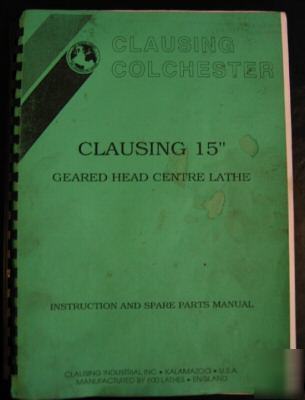 CLAUSING
COLCHESTER
CLAUSING 15"
GEARED HEAD CENTRE LATHE
INSTRUCTION AND SPARE PARTS MANUAL
CLAUSING INDUSTRIAL INC • KALAMAZOO • U.S.A.
MANUFACTURED BY 600 LATHES • ENGLAND